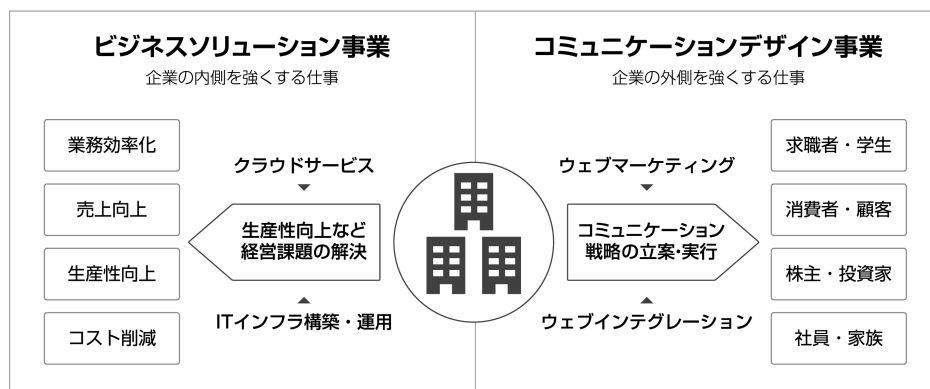 ビジネスソリューション事業
企業の内側を強くする仕事
業務効率化
売上向上
生産性向上
コスト削減
クラウドサービス
生産性向上など
経営課題の解決
ITインフラ構築・運用
コミュニケーションデザイン事業
企業の外側を強くする仕事
ウェブマーケティング
コミュニケーション
戦略の立案・実行
ウェブインテグレーション
求職者・学生
消費者・顧客
株主・投資家
社員・家族